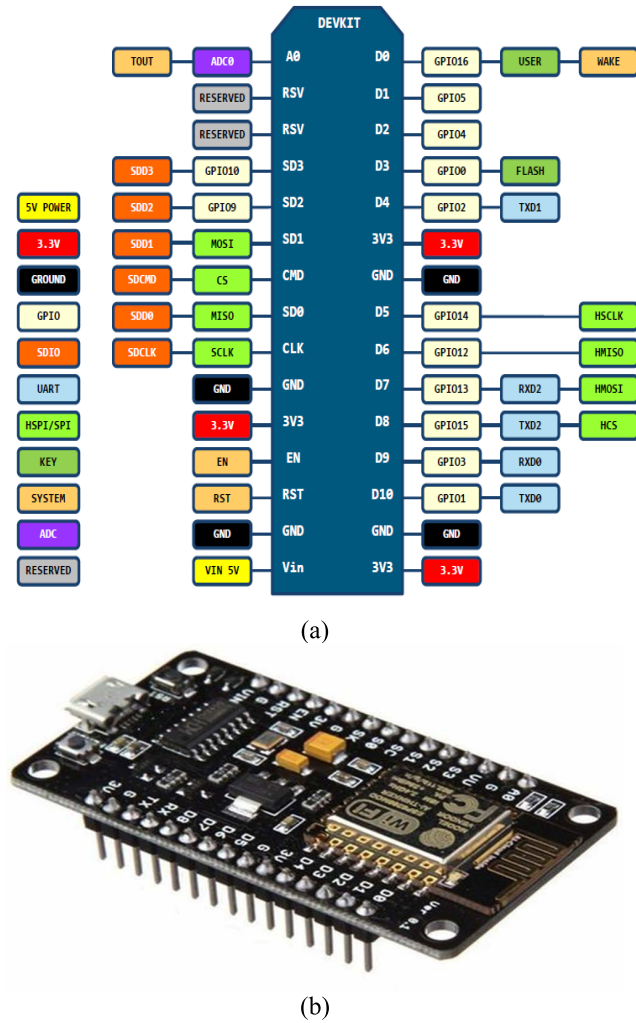 DEVKIT
TOUT ADC0 A0 D0 GPIO16 USER WAKE
RESERVED RSV D1 GPIO5
RESERVED RSV D2 GPIO4
SDD3 GPIO10 SD3 D3 GPIO0 FLASH
5V POWER SDD2 GPIO9 SD2 D4 GPIO2 TXD1
3.3V SDD1 MOSI SD1 3V3 3.3V
GROUND SDCMD CS CMD GND GND
GPIO SDD0 MISO SD0 D5 GPIO14 HSCLK
SDIO SDCLK SCLK CLK D6 GPIO12 HMISO
UART GND GND D7 GPIO13 RXD2 HMOSI
HSPI/SPI 3.3V 3V3 D8 GPIO15 TXD2 HCS
KEY EN EN D9 GPIO3 RXD0
SYSTEM RST RST D10 GPIO1 TXD0
ADC GND GND GND GND
RESERVED VIN 5V Vin 3V3 3.3V
(a)
VIN G RST EN 3V G SK S0 SC S1 S2 S3 VU G A0
WiFi
FC
3V G TX RX D8 D7 D6 D5 G 3V D4 D3 D2 D1 D0
Ver 0.1
(b)